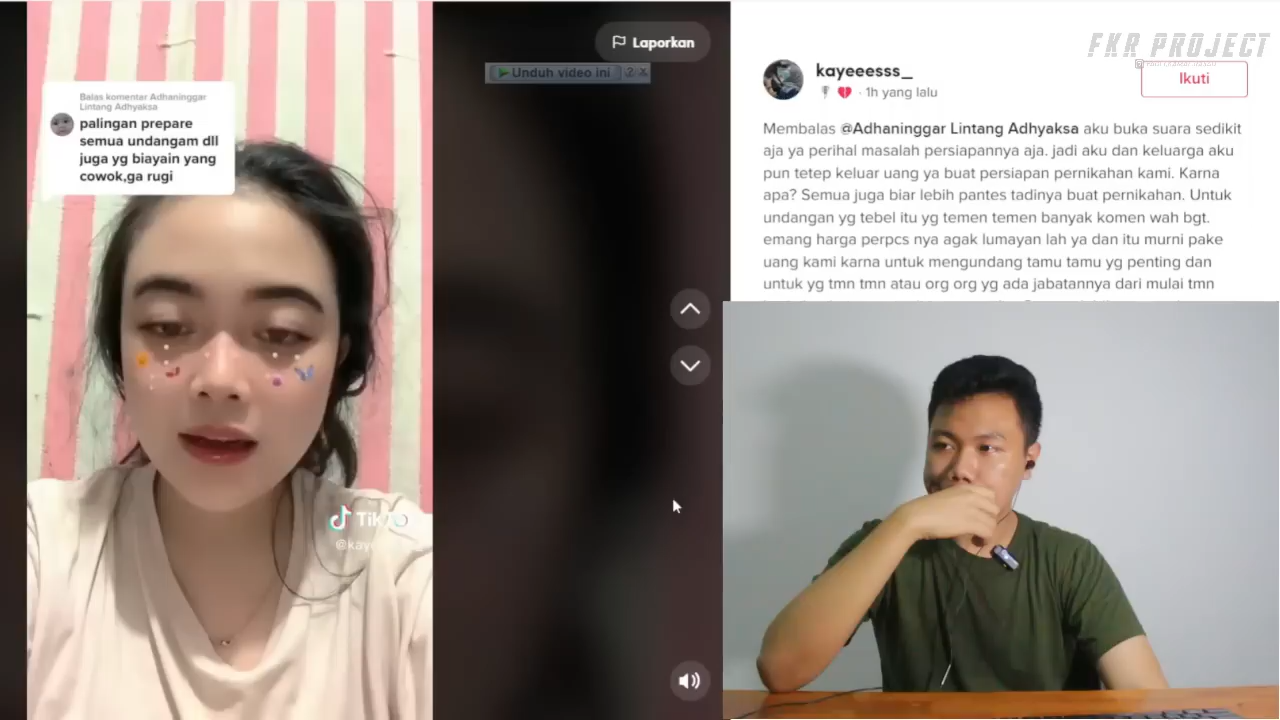 Laporkan
Unduh video ini
?
X
Balas komentar Adhaninggar
Lintang Adhyaksa
palingan prepare
semua undangam dll
juga yg biayain yang
cowok,ga rugi
TikTok
FKR PROJECT
kayeeesss_
· 1h yang lalu
Ikuti
Membalas @Adhaninggar Lintang Adhyaksa aku buka suara sedikit
aja ya perihal masalah persiapannya aja. jadi aku dan keluarga aku
pun tetep keluar uang ya buat persiapan pernikahan kami. Karna
apa? Semua juga biar lebih pantes tadinya buat pernikahan. Untuk
undangan yg tebel itu yg temen temen banyak komen wah bgt.
emang harga perpcs nya agak lumayan lah ya dan itu murni pake
uang kami karna untuk mengundang tamu tamu yg penting dan
untuk yg tmn tmn atau org org yg ada jabatannya dari mulai tmn